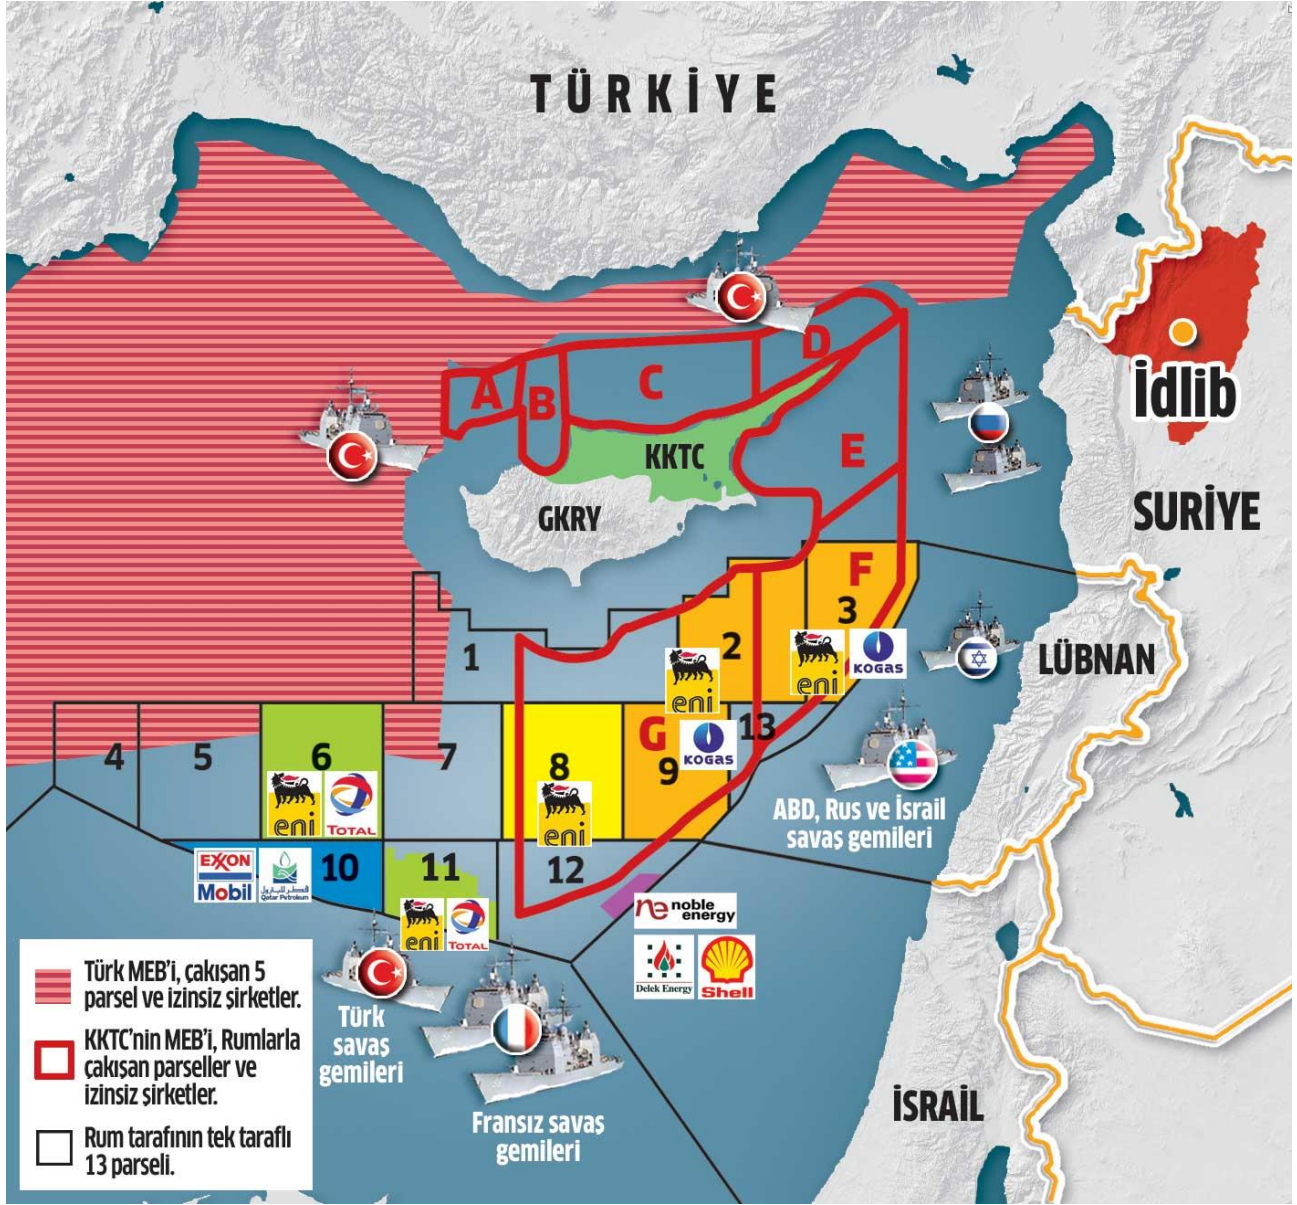 TÜRKİYE
İdlib
SURİYE
LÜBNAN
İSRAİL
A
B
C
D
E
F
G
KKTC
GKRY
1
2
3
4
5
6
7
8
9
10
11
12
13
eni
KOGAS
eni
KOGAS
eni
TOTAL
eni
EXXON
Mobil
قطر للبترول
Qatar Petroleum
eni
TOTAL
noble
energy
Delek Energy
Shell
ABD, Rus ve İsrail
savaş gemileri
Türk
savaş
gemileri
Fransız savaş
gemileri
Türk MEB'i, çakışan 5
parsel ve izinsiz şirketler.
KKTC'nin MEB'i, Rumlarla
çakışan parseller ve
izinsiz şirketler.
Rum tarafının tek taraflı
13 parseli.